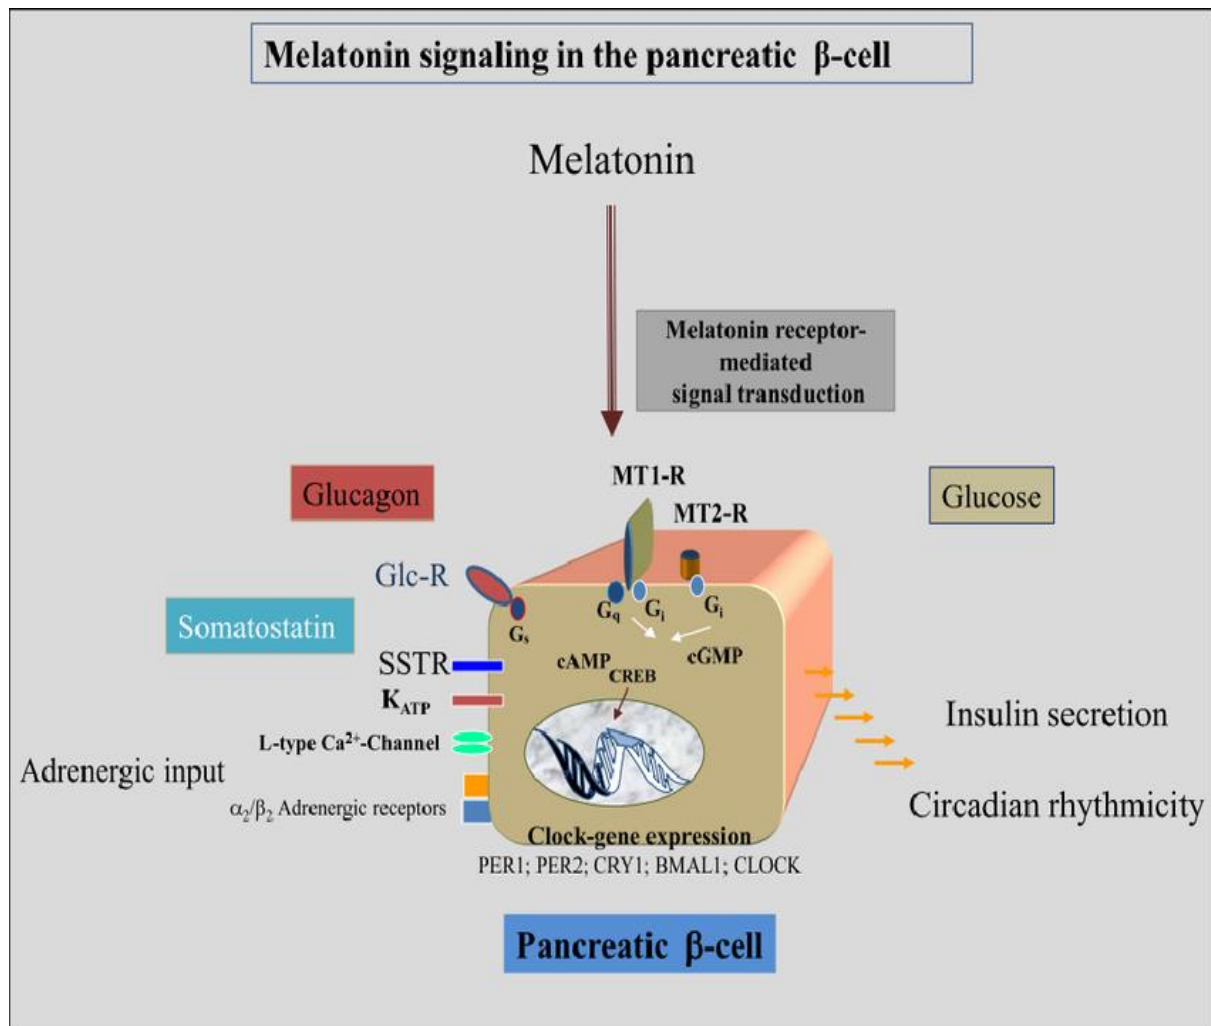 Melatonin signaling in the pancreatic β-cell
Melatonin
Melatonin receptor-
mediated
signal transduction
MT1-R
Glucagon
Glucose
MT2-R
Glc-R
Somatostatin
Gs
Gq
Gi
Gi
SSTR
cAMP
cGMP
CREB
KATP
Insulin secretion
L-type Ca²⁺-Channel
Adrenergic input
α₂/β₂ Adrenergic receptors
Circadian rhythmicity
Clock-gene expression
PER1; PER2; CRY1; BMAL1; CLOCK
Pancreatic β-cell